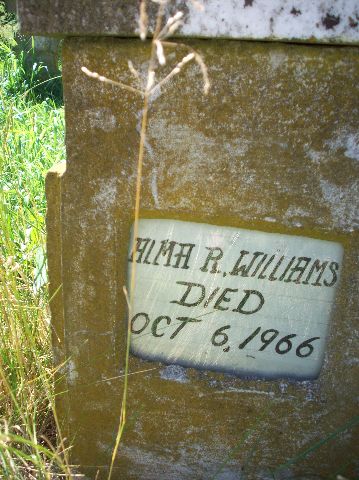 ALMA R. WILLIAMS
DIED
OCT 6, 1966